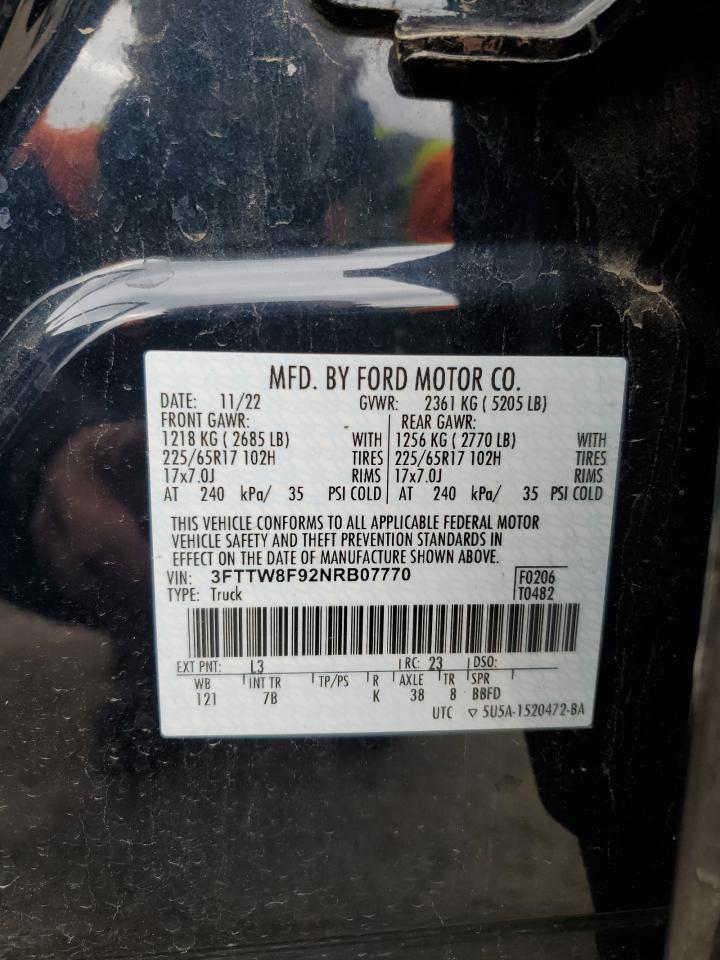 MFD. BY FORD MOTOR CO.
DATE: 11/22 GVWR: 2361 KG ( 5205 LB)
FRONT GAWR: REAR GAWR:
1218 KG ( 2685 LB) WITH 1256 KG ( 2770 LB) WITH
225/65R17 102H TIRES 225/65R17 102H TIRES
17x7.0J RIMS 17x7.0J RIMS
AT 240 kPa/ 35 PSI COLD AT 240 kPa/ 35 PSI COLD
THIS VEHICLE CONFORMS TO ALL APPLICABLE FEDERAL MOTOR
VEHICLE SAFETY AND THEFT PREVENTION STANDARDS IN
EFFECT ON THE DATE OF MANUFACTURE SHOWN ABOVE.
VIN: 3FTTW8F92NRB07770 F0206
TYPE: Truck T0482
EXT PNT: L3 RC: 23 DSO:
WB INT TR TP/PS R AXLE TR SPR
121 7B K 38 8 BBFD
UTC ▽ 5U5A-1520472-BA